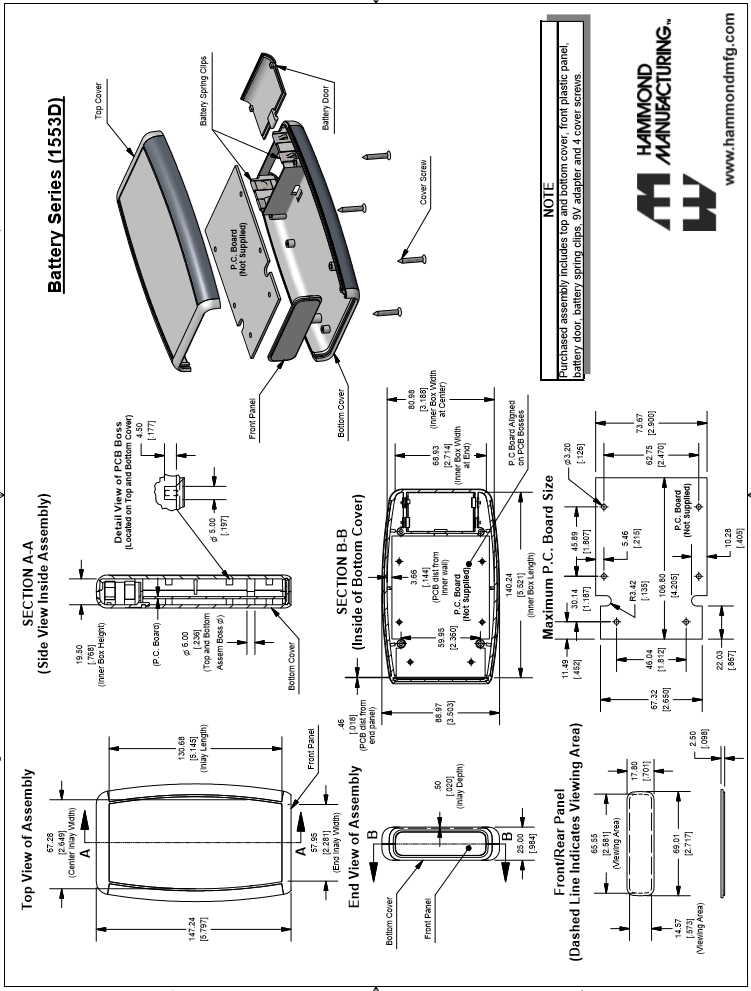 Battery Series (1553D)
Top Cover
Battery Spring Clips
Battery Door
P.C. Board
(Not Supplied)
Cover Screw
Front Panel
Bottom Cover
NOTE
Purchased assembly includes top and bottom cover, front plastic panel,
battery door, battery spring clips, 9V adapter and 4 cover screws.
HAMMOND
MANUFACTURING™
www.hammondmfg.com
SECTION A-A
(Side View Inside Assembly)
19.50
[.768]
(Inner Box Height)
(P.C. Board)
ø 6.00
[.236]
(Top and Bottom
Assem Boss Ø)
Bottom Cover
Detail View of PCB Boss
(Located on Top and Bottom Cover)
4.50
[.177]
ø 5.00
[.197]
SECTION B-B
(Inside of Bottom Cover)
.46
[.018]
(PCB dist from
end panel)
3.66
[.144]
(PCB dist from
inner wall)
P.C. Board
(Not Supplied)
59.95
[2.360]
88.97
[3.503]
140.24
[5.521]
(Inner Box Length)
68.93
[2.714]
(Inner Box Width
at End)
80.98
[3.188]
(Inner Box Width
at Center)
P.C Board Aligned
on PCB Bosses
Maximum P.C. Board Size
11.49
[.452]
30.14
[1.187]
45.89
[1.807]
ø3.20
[.126]
5.46
[.215]
R3.42
[.135]
106.80
[4.205]
P.C. Board
(Not Supplied)
62.75
[2.470]
73.67
[2.900]
10.28
[.405]
46.04
[1.812]
67.32
[2.650]
22.03
[.867]
Top View of Assembly
67.28
[2.649]
(Center Inlay Width)
130.68
[5.145]
(Inlay Length)
Front Panel
A
A
57.95
[2.281]
(End Inaly Width)
147.24
[5.797]
End View of Assembly
.50
[.020]
(Inlay Depth)
B
B
25.00
[.984]
Bottom Cover
Front Panel
Front/Rear Panel
(Dashed Line Indicates Viewing Area)
65.55
[2.581]
(Viewing Area)
17.80
[.701]
69.01
[2.717]
14.57
[.573]
(Viewing Area)
2.50
[.098]